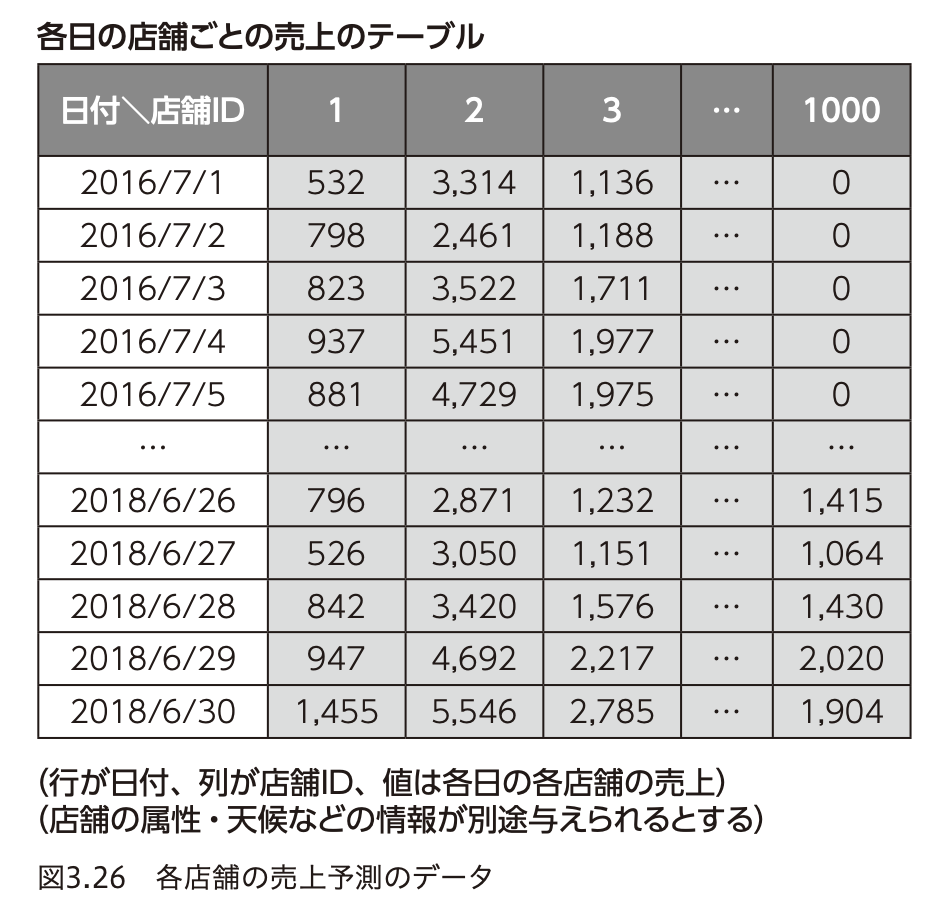 各日の店舗ごとの売上のテーブル
日付＼店舗ID 1 2 3 … 1000
2016/7/1 532 3,314 1,136 … 0
2016/7/2 798 2,461 1,188 … 0
2016/7/3 823 3,522 1,711 … 0
2016/7/4 937 5,451 1,977 … 0
2016/7/5 881 4,729 1,975 … 0
… … … … … …
2018/6/26 796 2,871 1,232 … 1,415
2018/6/27 526 3,050 1,151 … 1,064
2018/6/28 842 3,420 1,576 … 1,430
2018/6/29 947 4,692 2,217 … 2,020
2018/6/30 1,455 5,546 2,785 … 1,904
（行が日付、列が店舗ID、値は各日の各店舗の売上）
（店舗の属性・天候などの情報が別途与えられるとする）
図3.26　各店舗の売上予測のデータ